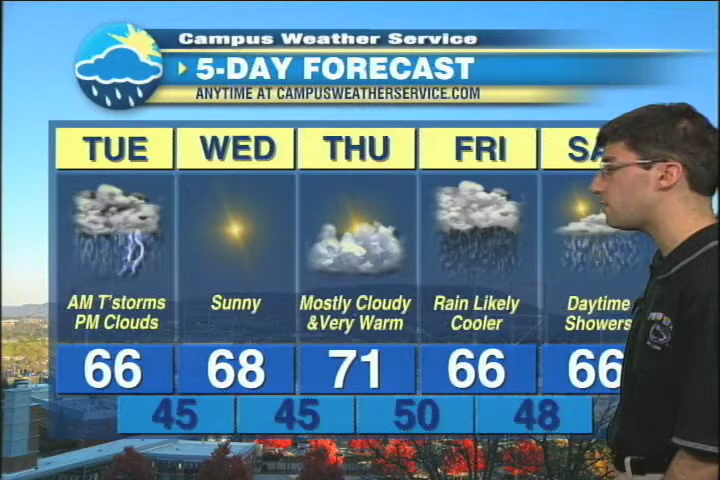 Campus Weather Service
5-DAY FORECAST
ANYTIME AT CAMPUSWEATHERSERVICE.COM
TUE WED THU FRI SA
AM T'storms PM Clouds
Sunny
Mostly Cloudy &Very Warm
Rain Likely Cooler
Daytime Showers
66 68 71 66 66
45 45 50 48